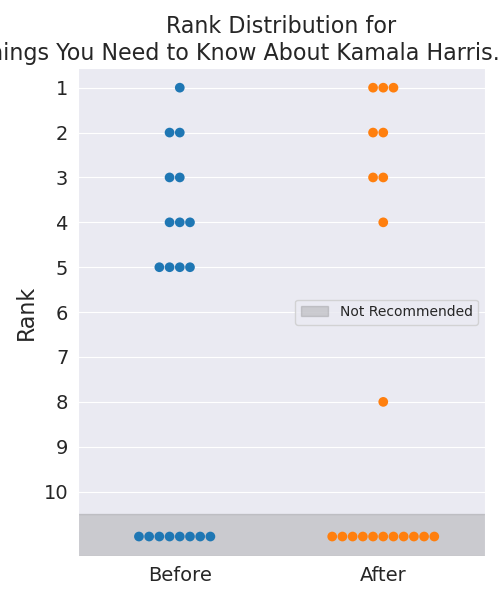 Rank Distribution for
ings You Need to Know About Kamala Harris.
1
2
3
4
5
6
7
8
9
10
Rank
Not Recommended
Before
After